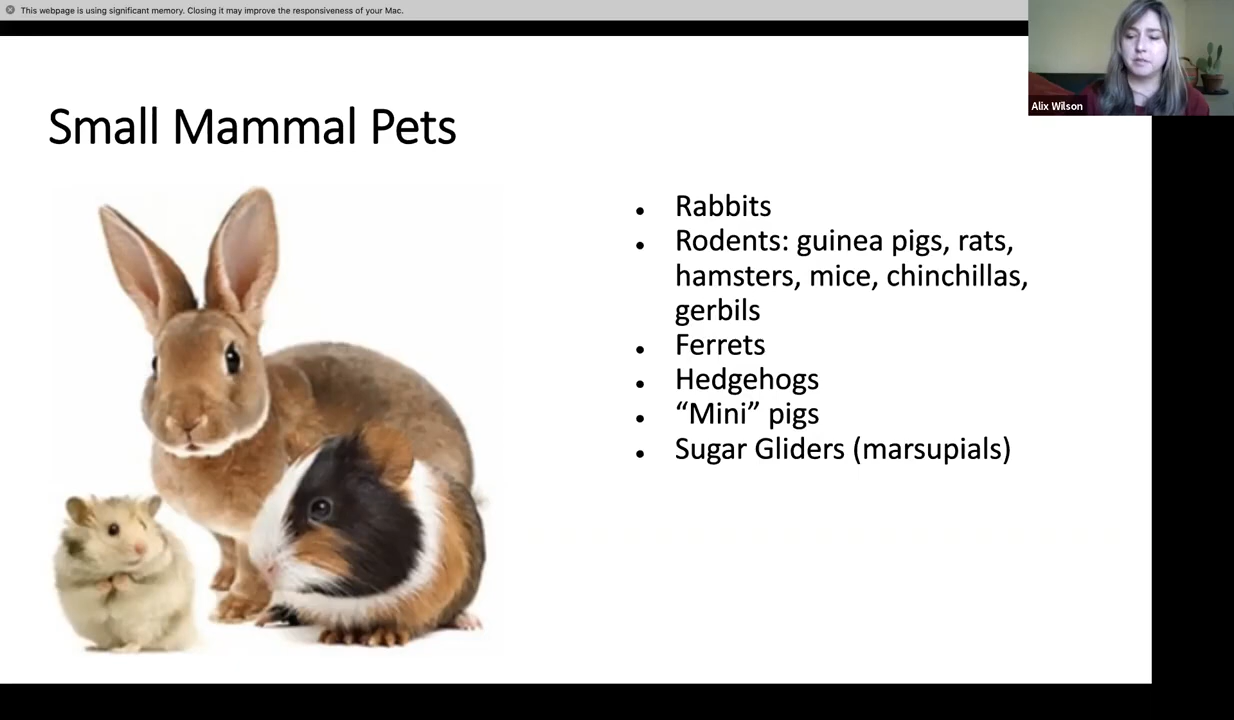 This webpage is using significant memory. Closing it may improve the responsiveness of your Mac.
Alix Wilson
Small Mammal Pets
• Rabbits
• Rodents: guinea pigs, rats,
hamsters, mice, chinchillas,
gerbils
• Ferrets
• Hedgehogs
• “Mini” pigs
• Sugar Gliders (marsupials)